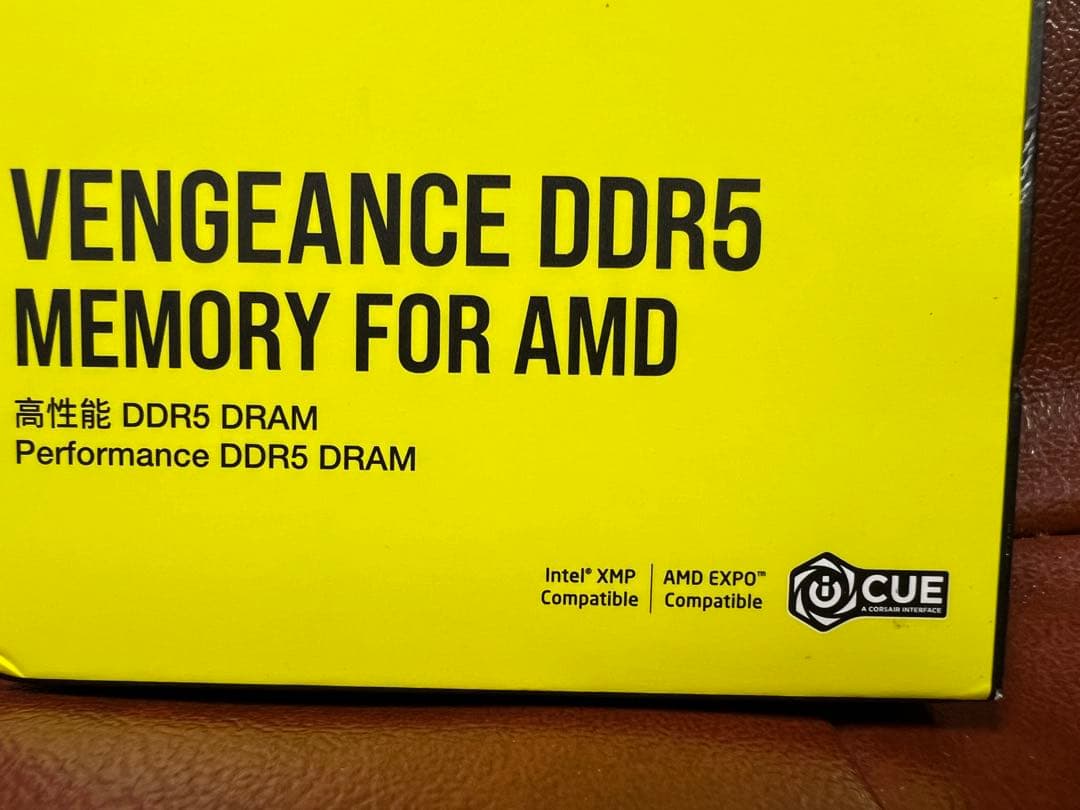 VENGEANCE DDR5
MEMORY FOR AMD
高性能 DDR5 DRAM
Performance DDR5 DRAM
Intel® XMP
Compatible
AMD EXPO™
Compatible
iCUE
A CORSAIR INTERFACE